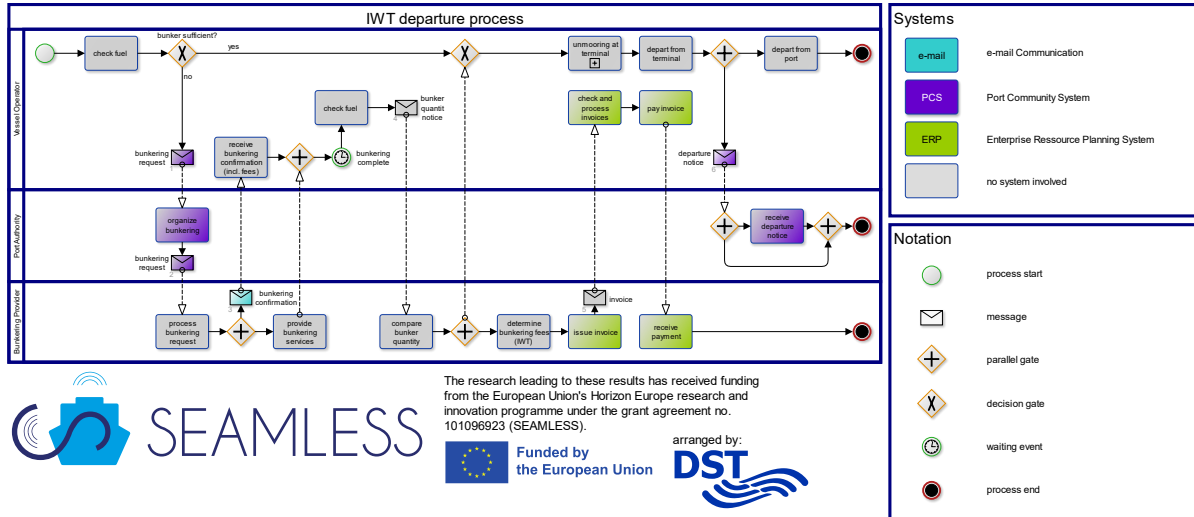 IWT departure process
Vessel Operator
bunker sufficient?
check fuel
yes
no
unmooring at
terminal
depart from
terminal
depart from
port
check fuel
bunker
quantit
notice
4
check and
process
invoices
pay invoice
bunkering
request
1
receive
bunkering
confirmation
(incl. fees)
bunkering
complete
departure
notice
6
Port Authority
organize
bunkering
bunkering
request
2
receive
departure
notice
Bunkering Provider
bunkering
confirmation
3
invoice
5
process
bunkering
request
provide
bunkering
services
compare
bunker
quantity
determine
bunkering fees
(IWT)
issue invoice
receive
payment
Systems
e-mail
e-mail Communication
PCS
Port Community System
ERP
Enterprise Ressource Planning System
no system involved
Notation
process start
message
parallel gate
decision gate
waiting event
process end
SEAMLESS
The research leading to these results has received funding
from the European Union's Horizon Europe research and
innovation programme under the grant agreement no.
101096923 (SEAMLESS).
Funded by
the European Union
arranged by:
DST